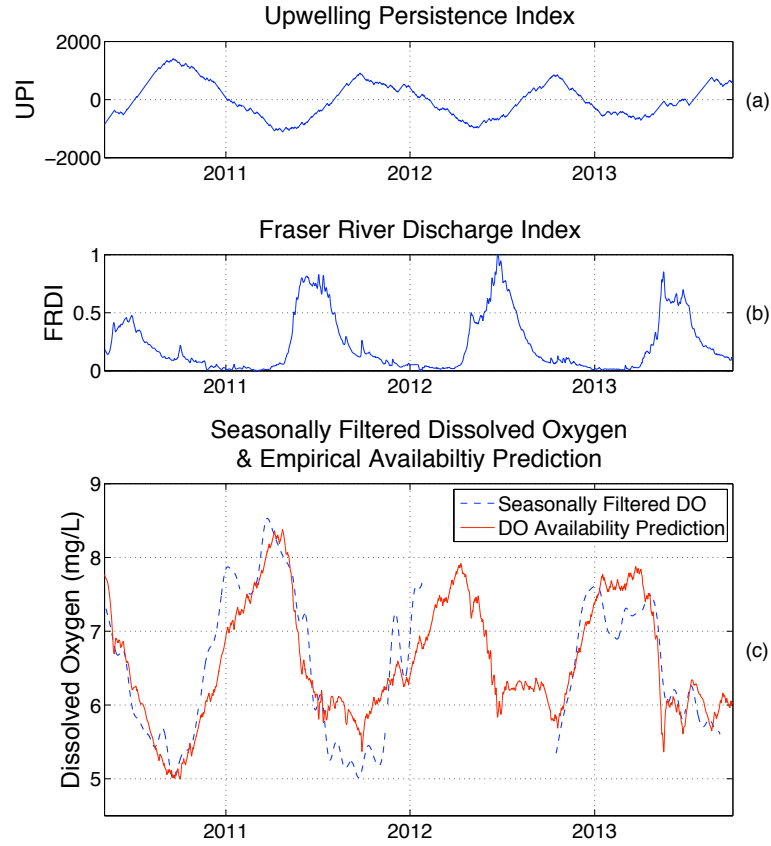 Upwelling Persistence Index
2000
0
−2000
UPI
2011
2012
2013
(a)
Fraser River Discharge Index
1
0.5
0
FRDI
2011
2012
2013
(b)
Seasonally Filtered Dissolved Oxygen
& Empirical Availabiltiy Prediction
9
8
7
6
5
Dissolved Oxygen (mg/L)
Seasonally Filtered DO
DO Availability Prediction
2011
2012
2013
(c)